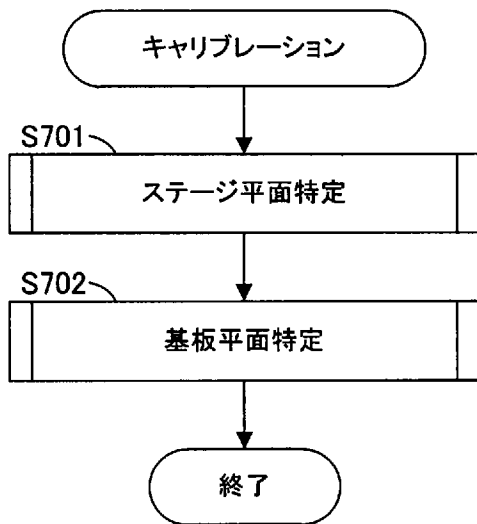 キャリブレーション
S701
ステージ平面特定
S702
基板平面特定
終了